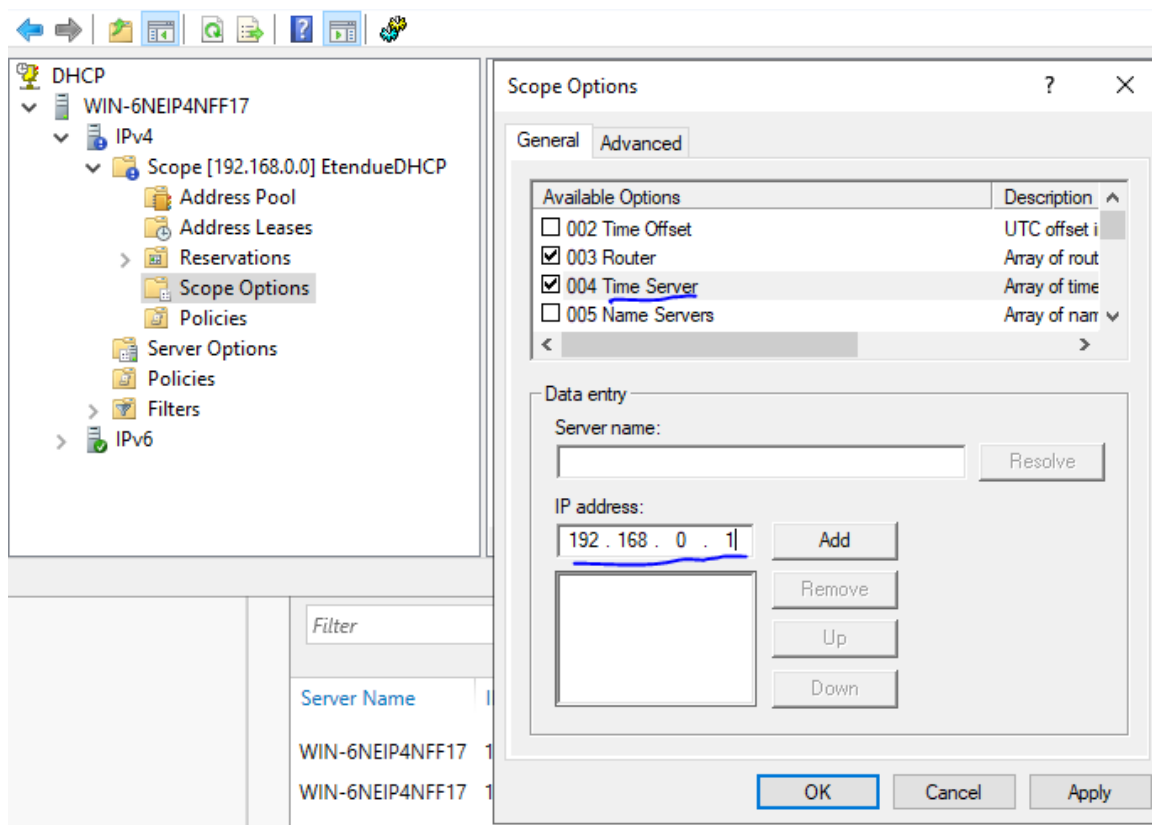 DHCP
WIN-6NEIP4NFF17
IPv4
Scope [192.168.0.0] EtendueDHCP
Address Pool
Address Leases
Reservations
Scope Options
Policies
Server Options
Policies
Filters
IPv6
Filter
Server Name
WIN-6NEIP4NFF17 1
WIN-6NEIP4NFF17 1
Scope Options
General Advanced
Available Options Description
002 Time Offset UTC offset i
003 Router Array of rout
004 Time Server Array of time
005 Name Servers Array of nam
Data entry
Server name:
Resolve
IP address:
192 . 168 . 0 . 1 Add
Remove
Up
Down
OK Cancel Apply